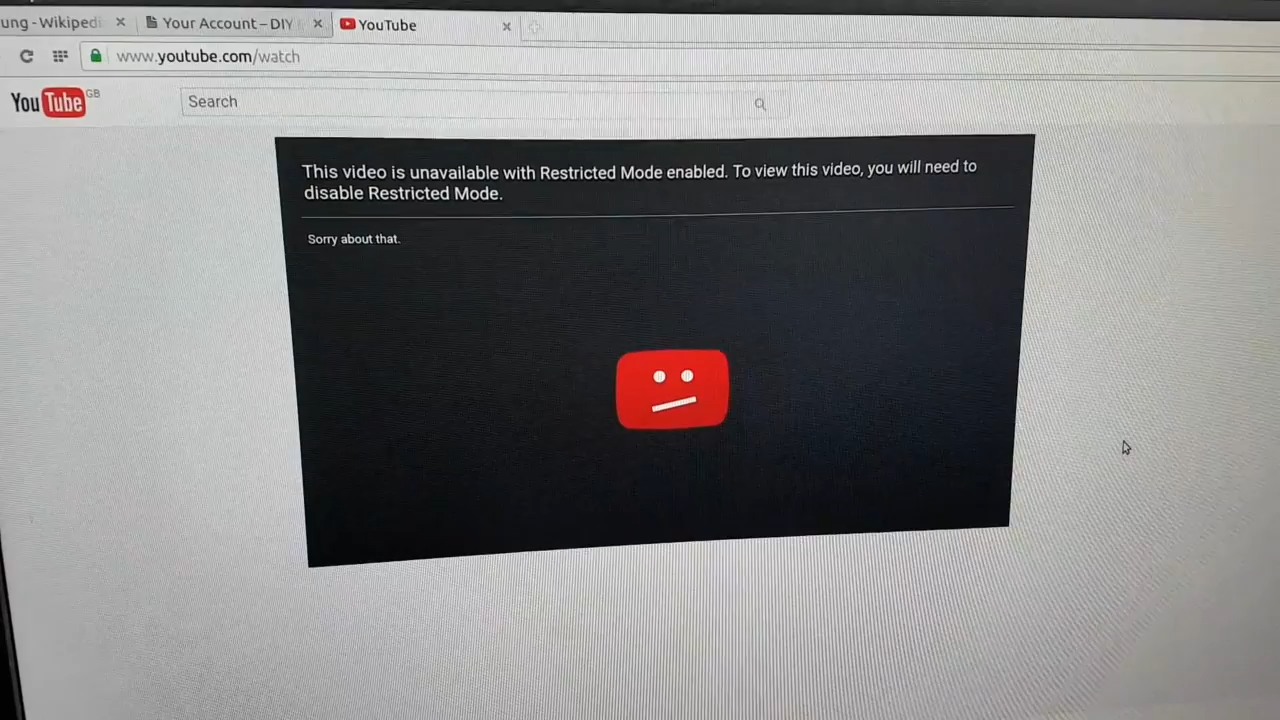 ung - Wikipedi
Your Account – DIY
YouTube
www.youtube.com/watch
YouTube GB
Search
This video is unavailable with Restricted Mode enabled. To view this video, you will need to
disable Restricted Mode.
Sorry about that.